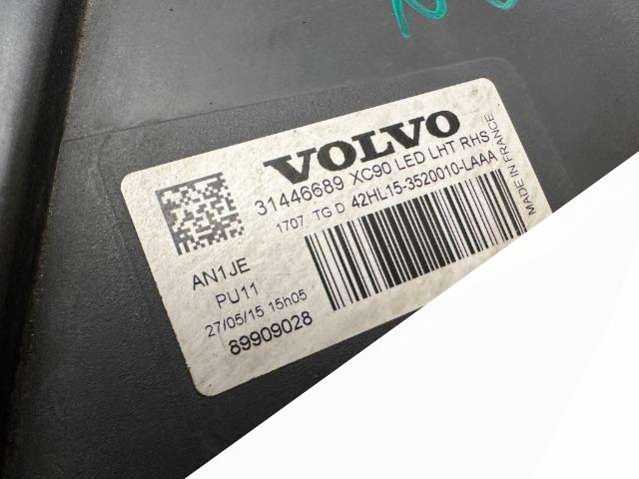 VOLVO
31446689 XC90 LED LHT RHS
1707 TG D 42HL15-3520010-LAAA
MADE IN FRANCE
AN1JE
PU11
27/05/15 15h05
89909028